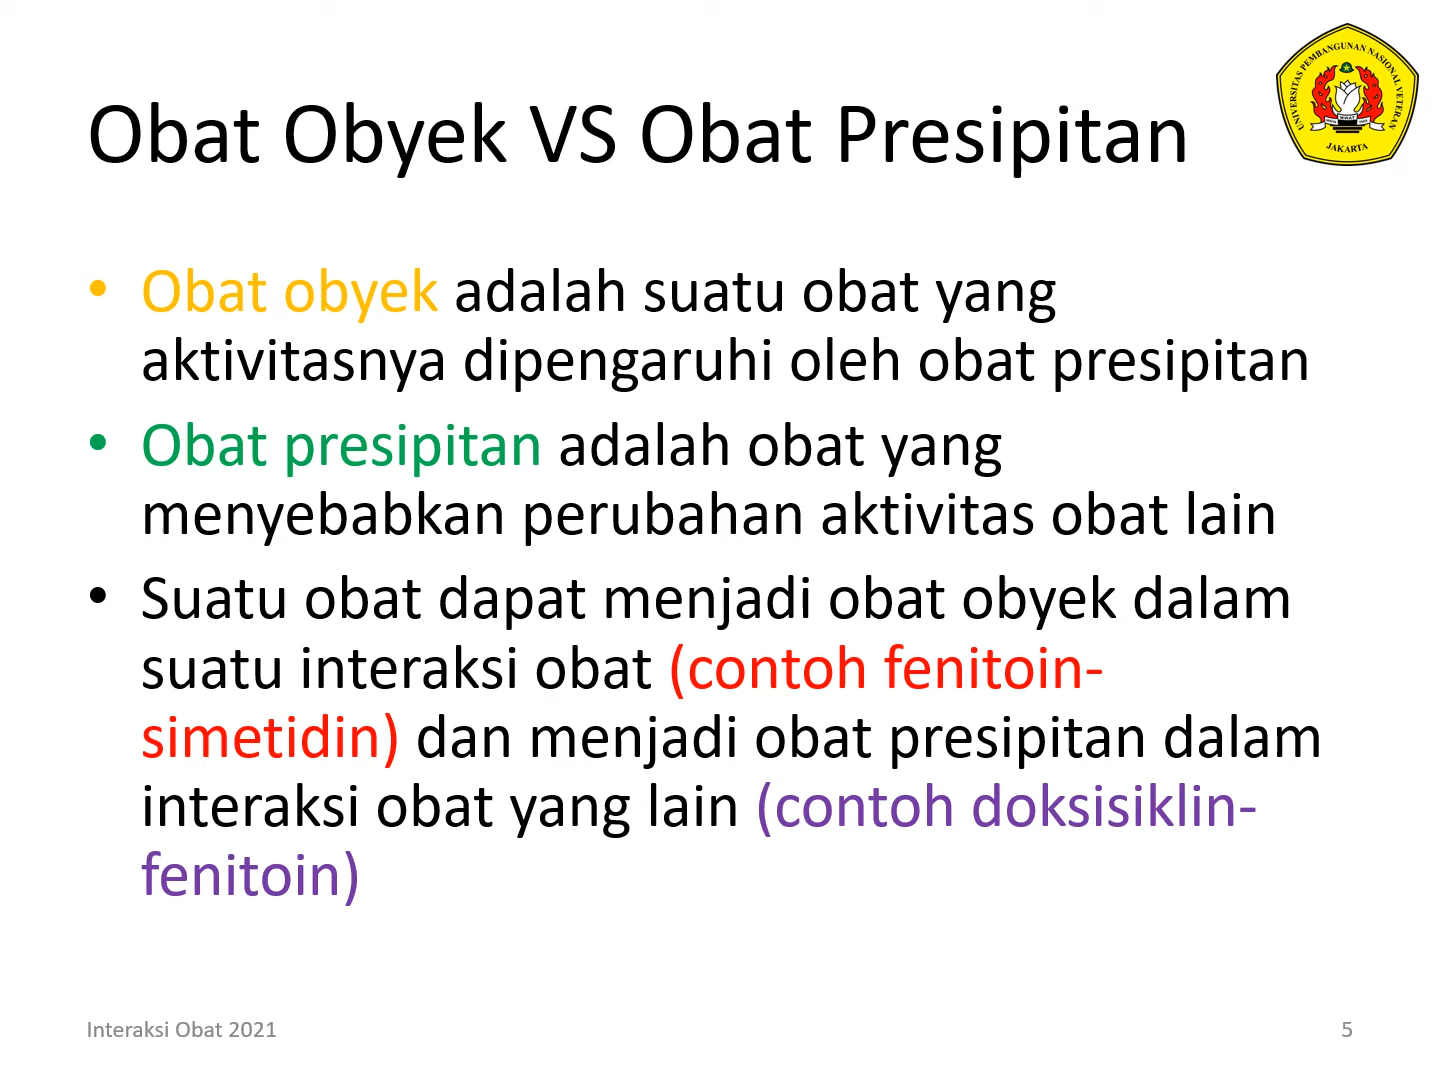 Obat Obyek VS Obat Presipitan
UNIVERSITAS PEMBANGUNAN NASIONAL VETERAN
JAKARTA
• Obat obyek adalah suatu obat yang
aktivitasnya dipengaruhi oleh obat presipitan
• Obat presipitan adalah obat yang
menyebabkan perubahan aktivitas obat lain
• Suatu obat dapat menjadi obat obyek dalam
suatu interaksi obat (contoh fenitoin-
simetidin) dan menjadi obat presipitan dalam
interaksi obat yang lain (contoh doksisiklin-
fenitoin)
Interaksi Obat 2021
5